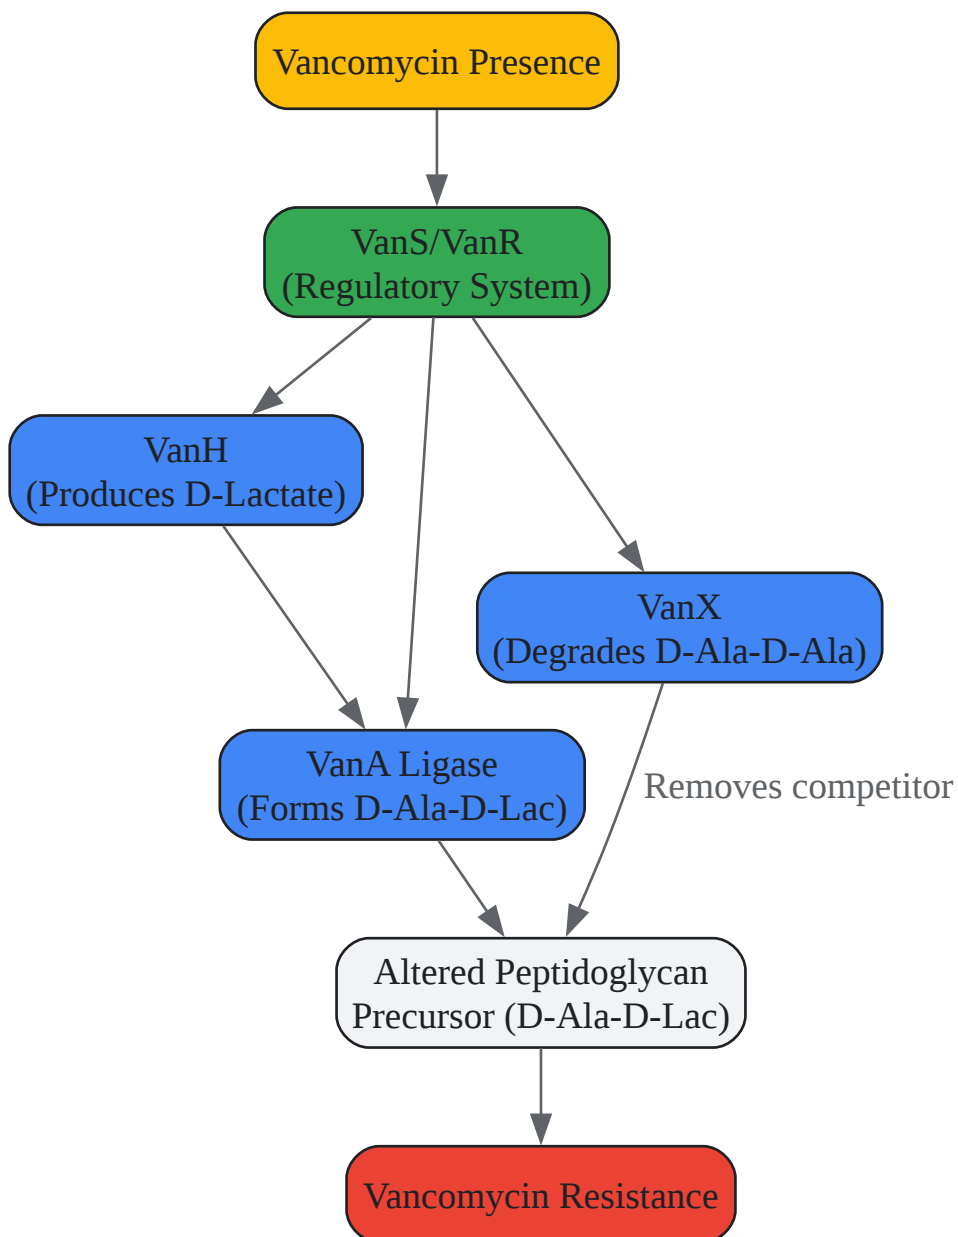 Vancomycin Presence
VanS/VanR
(Regulatory System)
VanH
(Produces D-Lactate)
VanX
(Degrades D-Ala-D-Ala)
VanA Ligase
(Forms D-Ala-D-Lac)
Removes competitor
Altered Peptidoglycan
Precursor (D-Ala-D-Lac)
Vancomycin Resistance